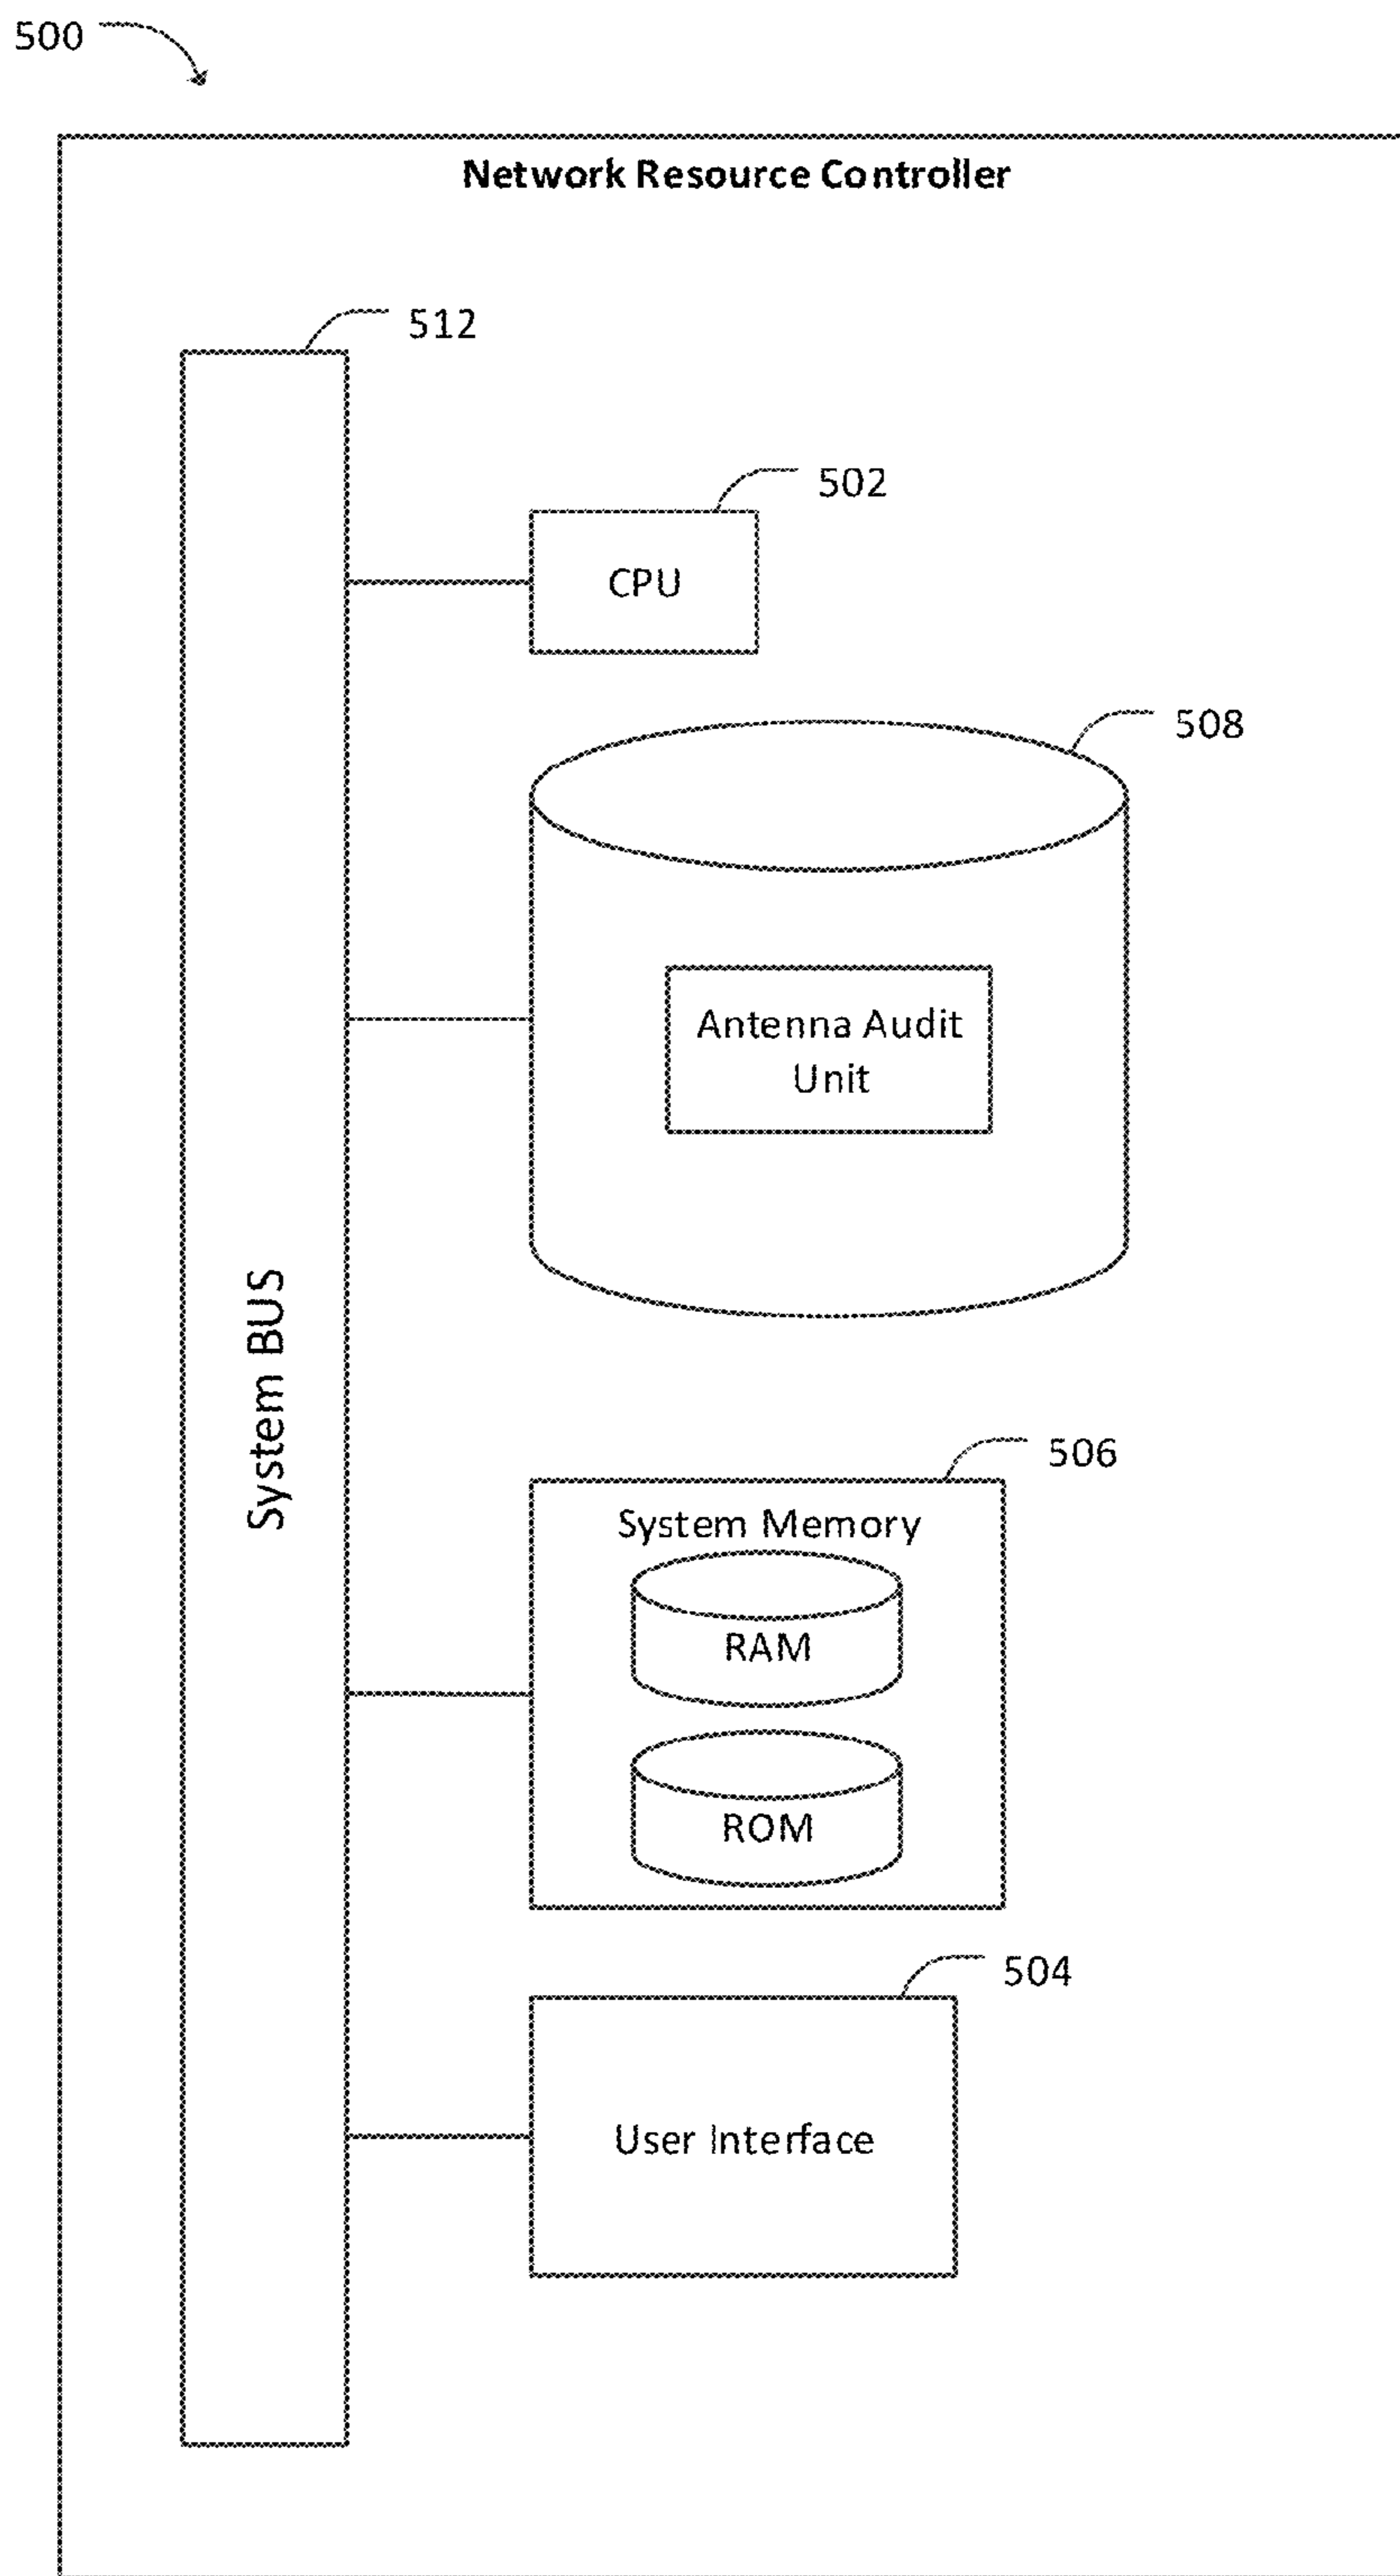 500
Network Resource Controller
512
502
CPU
508
Antenna Audit
Unit
System BUS
506
System Memory
RAM
ROM
504
User Interface